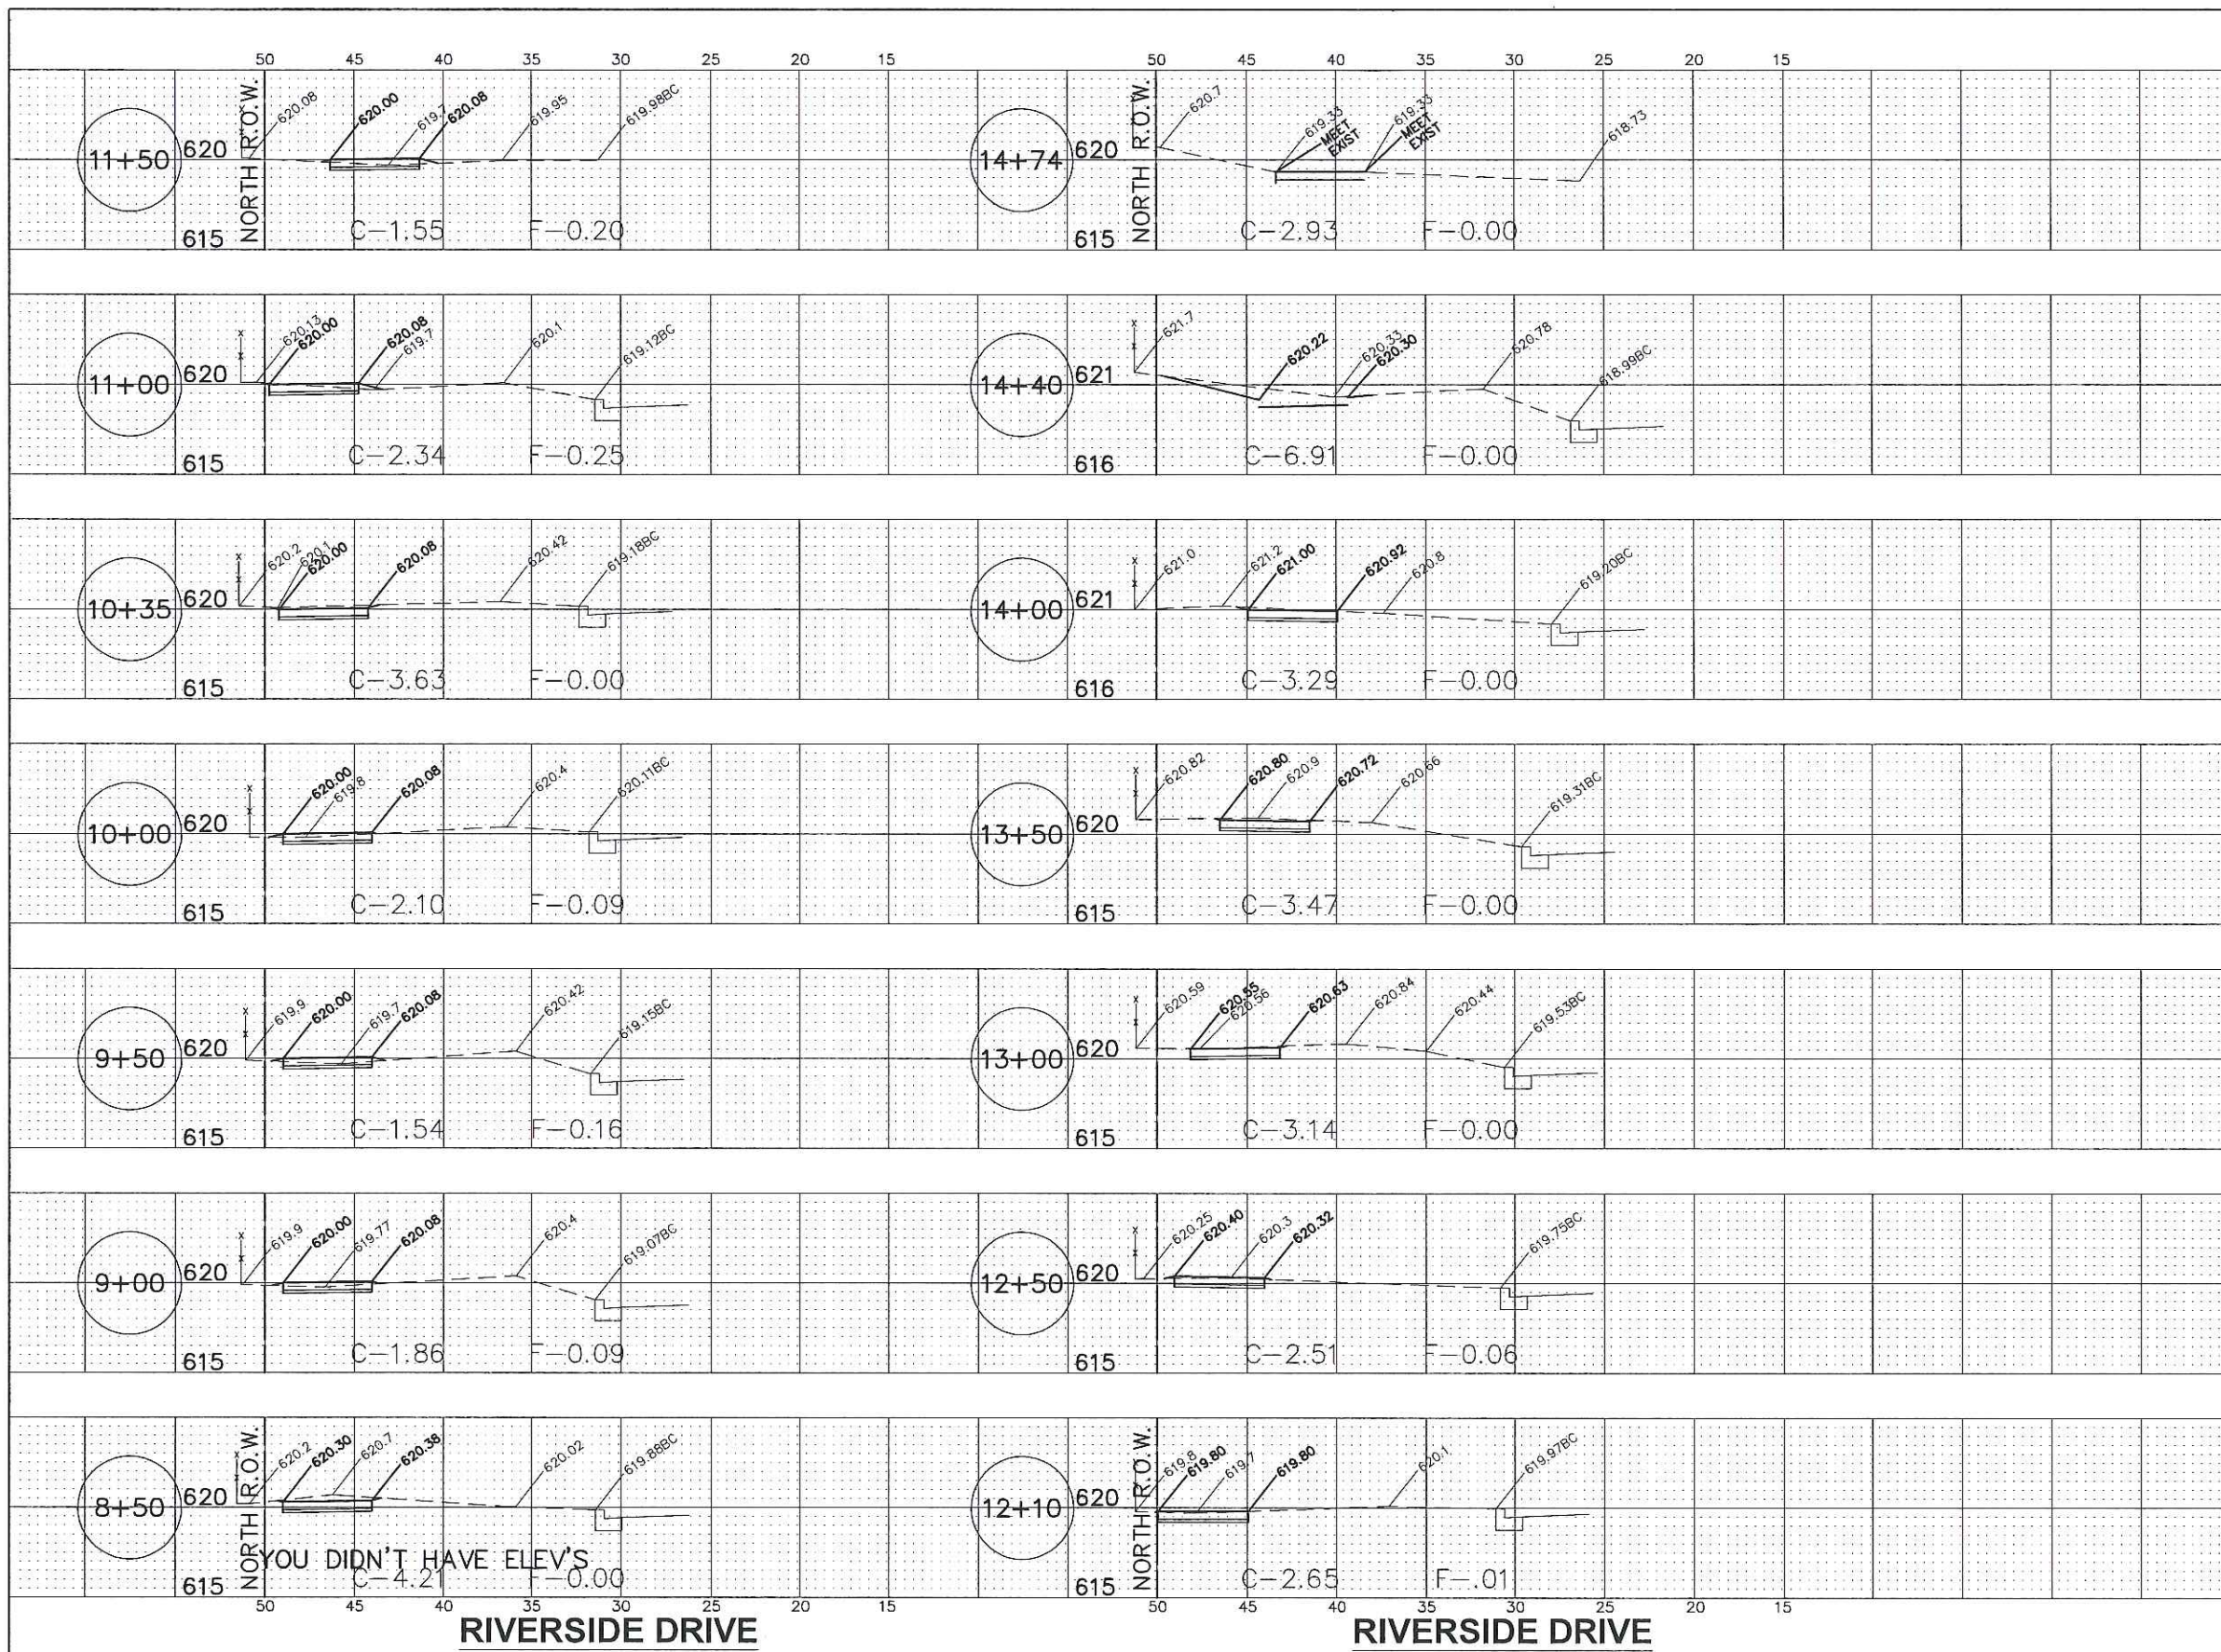 50 45 40 35 30 25 20 15
50 45 40 35 30 25 20 15
11+50
620
615
NORTH R.O.W.
620.08
620.00
619.7
620.08
619.95
619.98BC
C-1.55 F-0.20
14+74
620
615
NORTH R.O.W.
620.7
619.33
MEET
EXIST
619.33
MEET
EXIST
618.73
C-2.93 F-0.00
11+00
620
615
620.13
620.00
620.08
619.7
620.1
619.12BC
C-2.34 F-0.25
14+40
621
616
621.7
620.22
620.33
620.30
620.78
618.99BC
C-6.91 F-0.00
10+35
620
615
620.2
620.1
620.00
620.08
620.42
619.18BC
C-3.63 F-0.00
14+00
621
616
621.0
621.2
621.00
620.92
620.8
619.20BC
C-3.29 F-0.00
10+00
620
615
620.00
619.8
620.08
620.4
620.11BC
C-2.10 F-0.09
13+50
620
615
620.82
620.80
620.9
620.72
620.66
619.31BC
C-3.47 F-0.00
9+50
620
615
619.9
620.00
619.7
620.08
620.42
619.15BC
C-1.54 F-0.16
13+00
620
615
620.59
620.55
620.56
620.63
620.84
620.44
619.53BC
C-3.14 F-0.00
9+00
620
615
619.9
620.00
619.77
620.08
620.4
619.07BC
C-1.86 F-0.09
12+50
620
615
620.25
620.40
620.3
620.32
619.75BC
C-2.51 F-0.06
8+50
620
615
NORTH R.O.W.
620.2
620.30
620.7
620.38
620.02
619.88BC
YOU DIDN'T HAVE ELEV'S
C-4.21 F-0.00
12+10
620
615
NORTH R.O.W.
619.8
619.80
619.7
619.80
620.1
619.97BC
C-2.65 F-.01
50 45 40 35 30 25 20 15
50 45 40 35 30 25 20 15
RIVERSIDE DRIVE
RIVERSIDE DRIVE